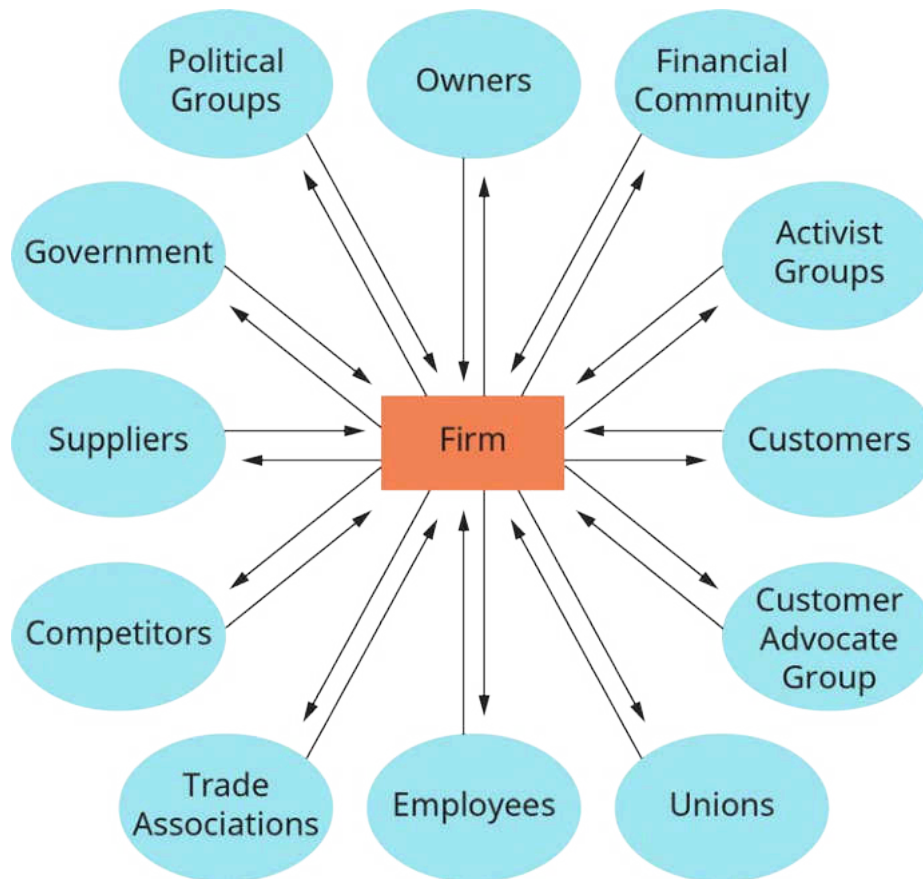 Political
Groups
Owners
Financial
Community
Government
Activist
Groups
Suppliers
Firm
Customers
Competitors
Customer
Advocate
Group
Trade
Associations
Employees
Unions